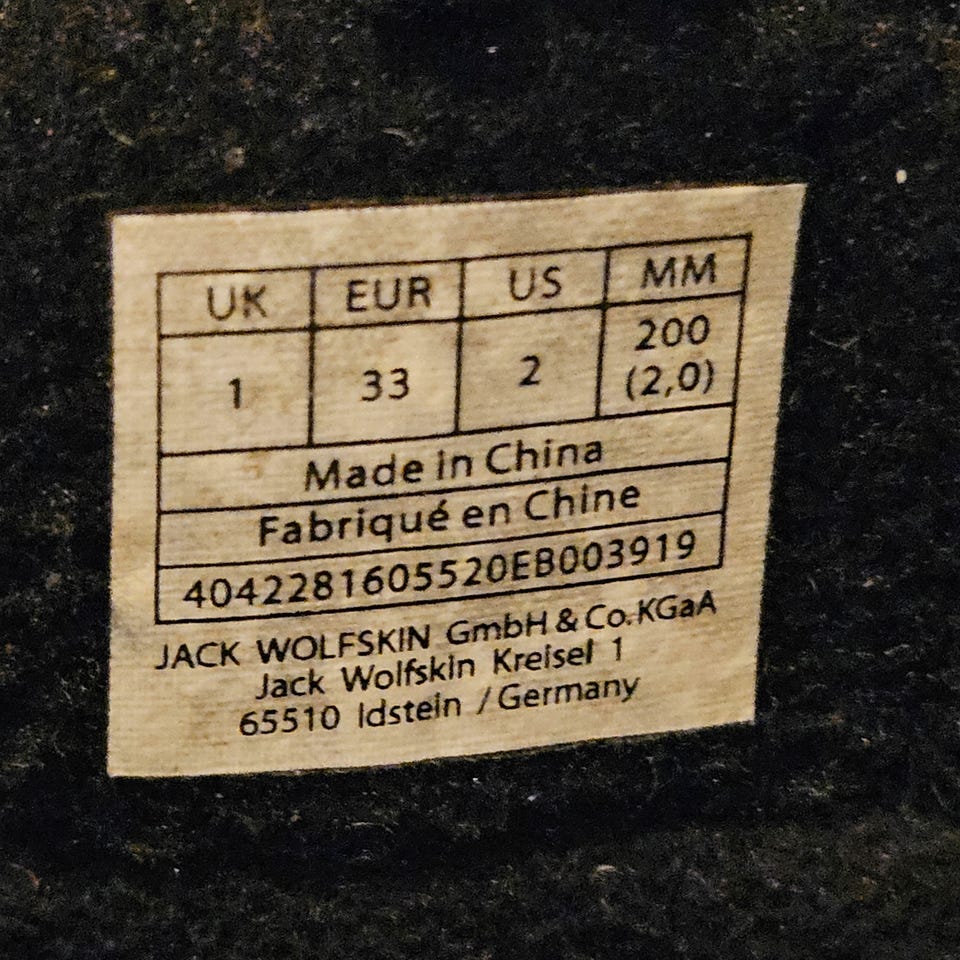 UK EUR US MM
1 33 2 200
(2,0)
Made in China
Fabriqué en Chine
4042281605520EB003919
JACK WOLFSKIN GmbH & Co.KGaA
Jack Wolfskin Kreisel 1
65510 Idstein / Germany